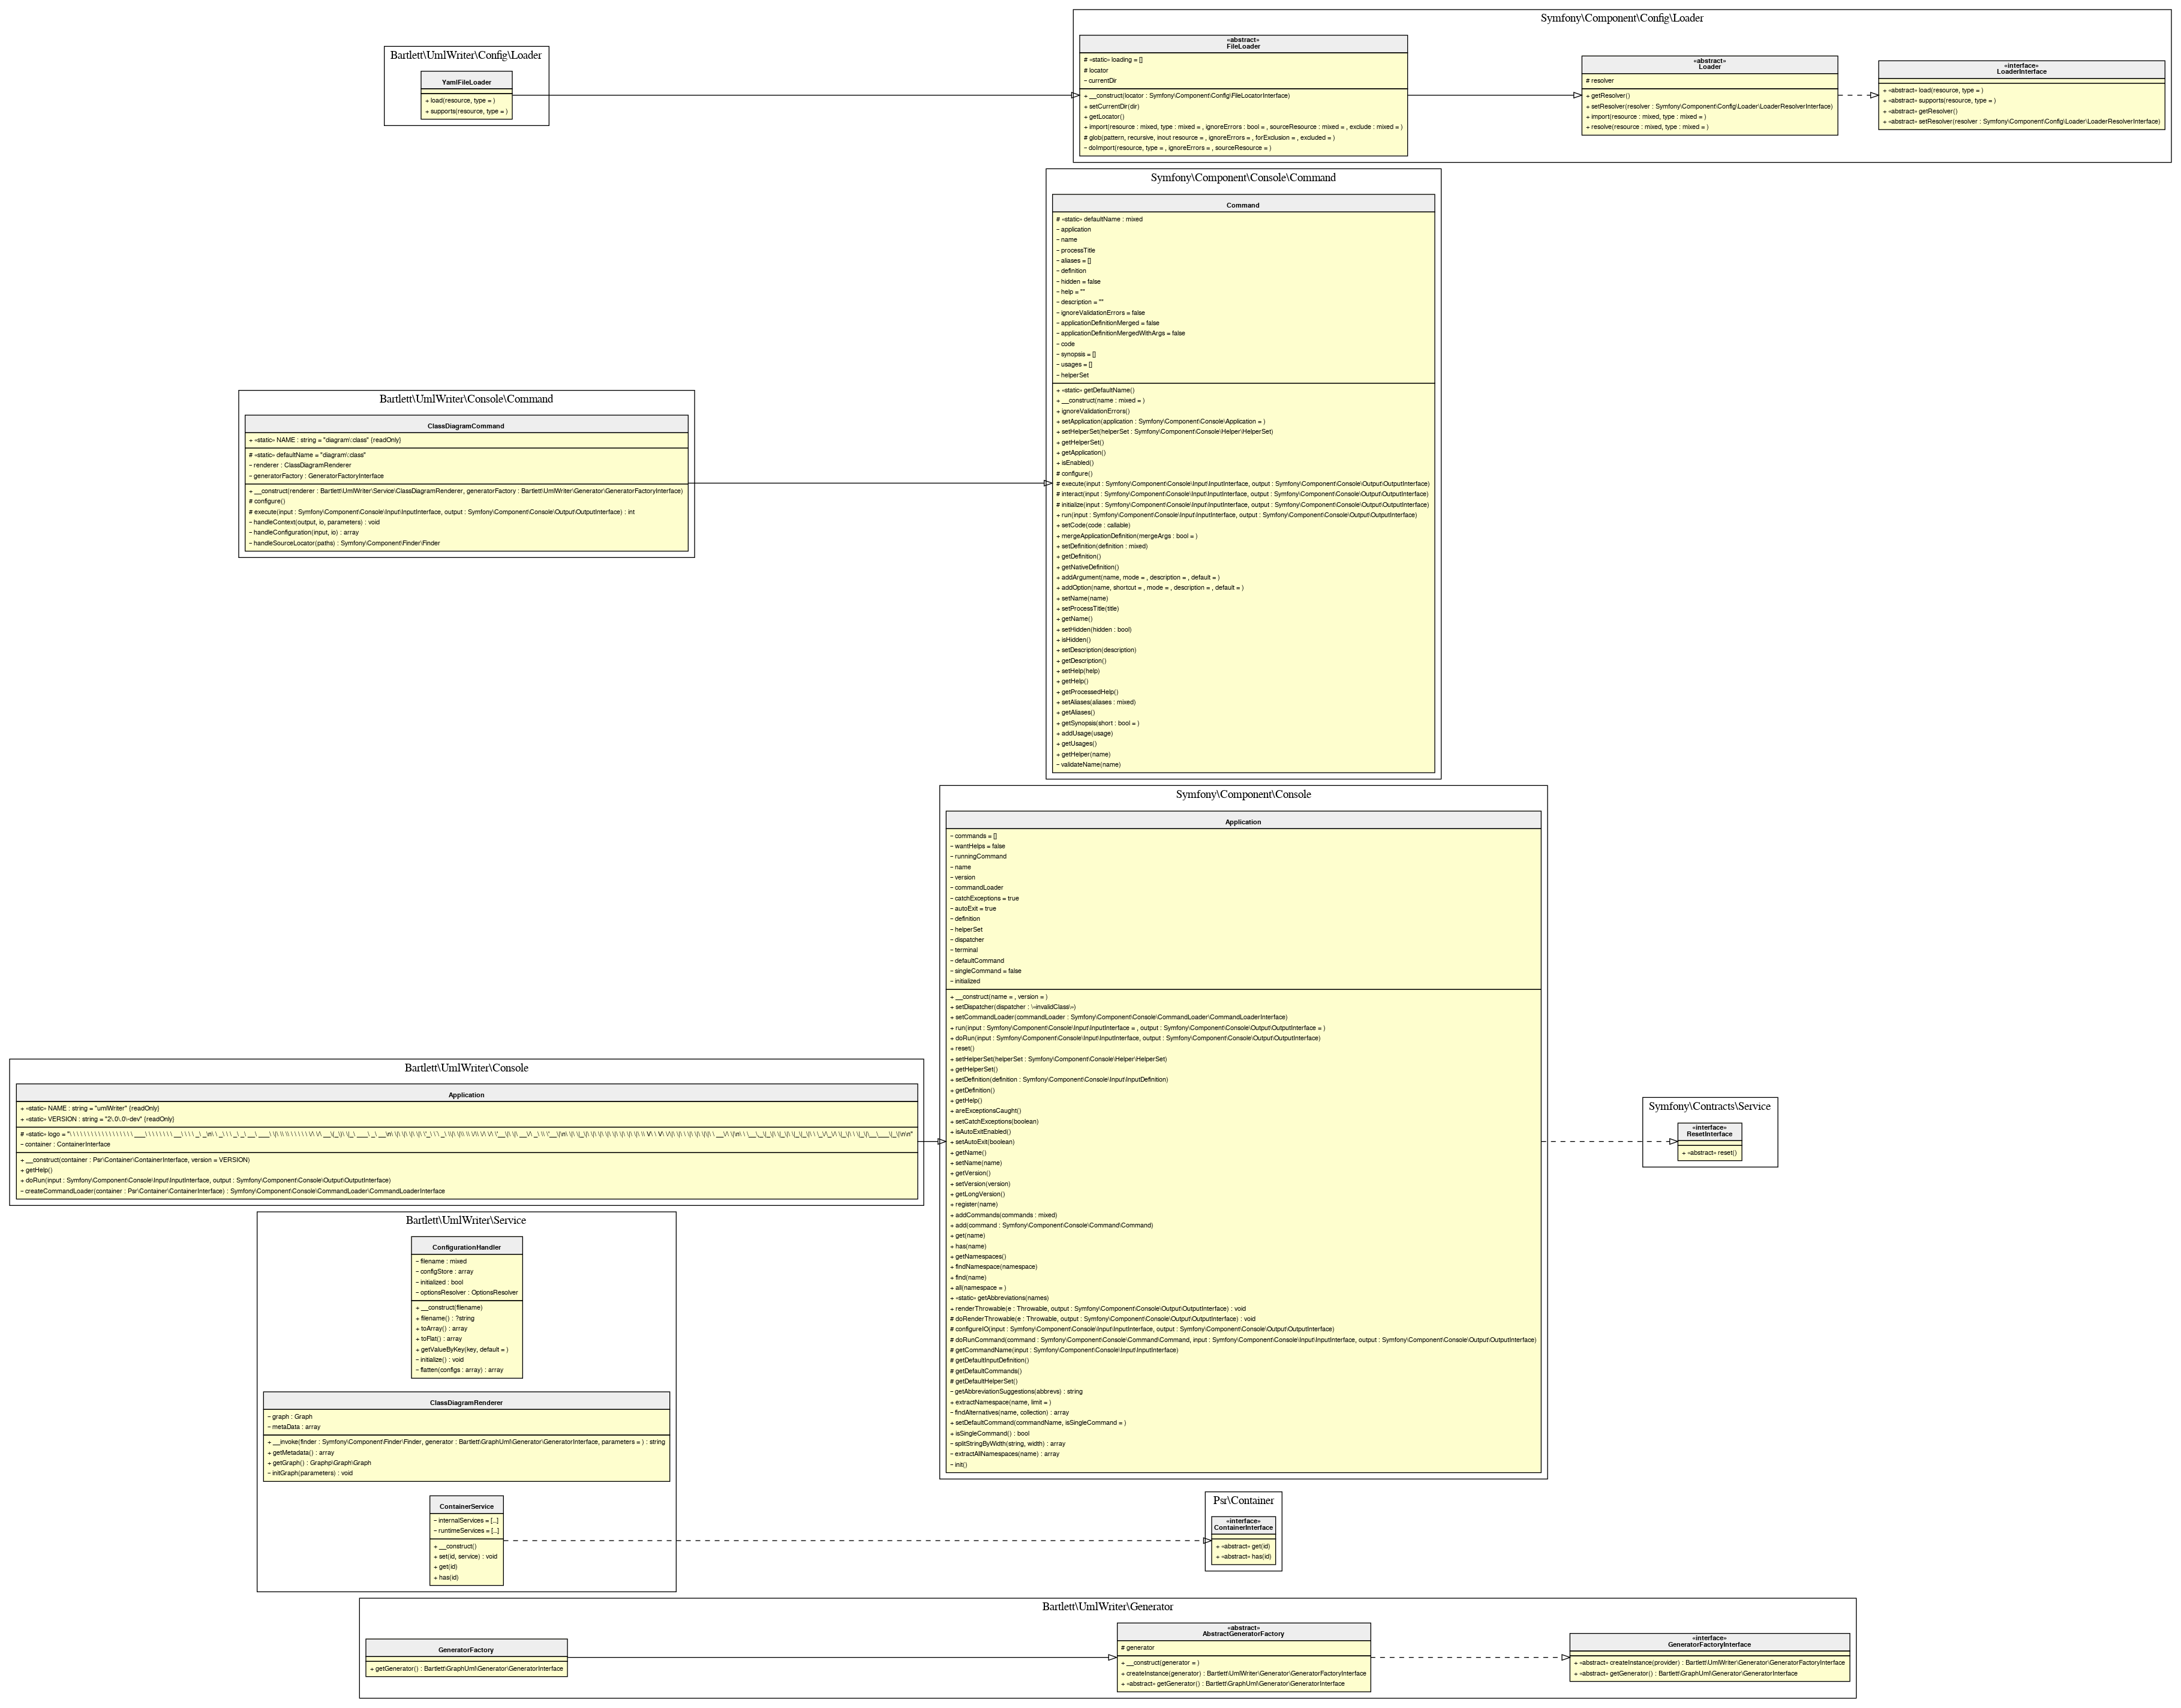 Bartlett\UmlWriter\Config\Loader
YamlFileLoader
+ load(resource, type = )
+ supports(resource, type = )
Symfony\Component\Config\Loader
«abstract»
FileLoader
# «static» loading = []
# locator
− currentDir
+ __construct(locator : Symfony\Component\Config\FileLocatorInterface)
+ setCurrentDir(dir)
+ getLocator()
+ import(resource : mixed, type : mixed = , ignoreErrors : bool = , sourceResource : mixed = , exclude : mixed = )
# glob(pattern, recursive, inout resource = , ignoreErrors = , forExclusion = , excluded = )
− doImport(resource, type = , ignoreErrors = , sourceResource = )
«abstract»
Loader
# resolver
+ getResolver()
+ setResolver(resolver : Symfony\Component\Config\Loader\LoaderResolverInterface)
+ import(resource : mixed, type : mixed = )
+ resolve(resource : mixed, type : mixed = )
«interface»
LoaderInterface
+ «abstract» load(resource, type = )
+ «abstract» supports(resource, type = )
+ «abstract» getResolver()
+ «abstract» setResolver(resolver : Symfony\Component\Config\Loader\LoaderResolverInterface)
Bartlett\UmlWriter\Console\Command
ClassDiagramCommand
+ «static» NAME : string = "diagram\:class" {readOnly}
# «static» defaultName = "diagram\:class"
− renderer : ClassDiagramRenderer
− generatorFactory : GeneratorFactoryInterface
+ __construct(renderer : Bartlett\UmlWriter\Service\ClassDiagramRenderer, generatorFactory : Bartlett\UmlWriter\Generator\GeneratorFactoryInterface)
# configure()
# execute(input : Symfony\Component\Console\Input\InputInterface, output : Symfony\Component\Console\Output\OutputInterface) : int
− handleContext(output, io, parameters) : void
− handleConfiguration(input, io) : array
− handleSourceLocator(paths) : Symfony\Component\Finder\Finder
Symfony\Component\Console\Command
Command
# «static» defaultName : mixed
− application
− name
− processTitle
− aliases = []
− definition
− hidden = false
− help = ""
− description = ""
− ignoreValidationErrors = false
− applicationDefinitionMerged = false
− applicationDefinitionMergedWithArgs = false
− code
− synopsis = []
− usages = []
− helperSet
+ «static» getDefaultName()
+ __construct(name : mixed = )
+ ignoreValidationErrors()
+ setApplication(application : Symfony\Component\Console\Application = )
+ setHelperSet(helperSet : Symfony\Component\Console\Helper\HelperSet)
+ getHelperSet()
+ getApplication()
+ isEnabled()
# configure()
# execute(input : Symfony\Component\Console\Input\InputInterface, output : Symfony\Component\Console\Output\OutputInterface)
# interact(input : Symfony\Component\Console\Input\InputInterface, output : Symfony\Component\Console\Output\OutputInterface)
# initialize(input : Symfony\Component\Console\Input\InputInterface, output : Symfony\Component\Console\Output\OutputInterface)
+ run(input : Symfony\Component\Console\Input\InputInterface, output : Symfony\Component\Console\Output\OutputInterface)
+ setCode(code : callable)
+ mergeApplicationDefinition(mergeArgs : bool = )
+ setDefinition(definition : mixed)
+ getDefinition()
+ getNativeDefinition()
+ addArgument(name, mode = , description = , default = )
+ addOption(name, shortcut = , mode = , description = , default = )
+ setName(name)
+ setProcessTitle(title)
+ getName()
+ setHidden(hidden : bool)
+ isHidden()
+ setDescription(description)
+ getDescription()
+ setHelp(help)
+ getHelp()
+ getProcessedHelp()
+ setAliases(aliases : mixed)
+ getAliases()
+ getSynopsis(short : bool = )
+ addUsage(usage)
+ getUsages()
+ getHelper(name)
− validateName(name)
Bartlett\UmlWriter\Console
Application
+ «static» NAME : string = "umlWriter" {readOnly}
+ «static» VERSION : string = "2\.0\.0\-dev" {readOnly}
# «static» logo =
− container : ContainerInterface
+ __construct(container : Psr\Container\ContainerInterface, version = VERSION)
+ getHelp()
+ doRun(input : Symfony\Component\Console\Input\InputInterface, output : Symfony\Component\Console\Output\OutputInterface)
− createCommandLoader(container : Psr\Container\ContainerInterface) : Symfony\Component\Console\CommandLoader\CommandLoaderInterface
Symfony\Component\Console
Application
− commands = []
− wantHelps = false
− runningCommand
− name
− version
− commandLoader
− catchExceptions = true
− autoExit = true
− definition
− helperSet
− dispatcher
− terminal
− defaultCommand
− singleCommand = false
− initialized
+ __construct(name = , version = )
+ setDispatcher(dispatcher : \«invalidClass\»)
+ setCommandLoader(commandLoader : Symfony\Component\Console\CommandLoader\CommandLoaderInterface)
+ run(input : Symfony\Component\Console\Input\InputInterface = , output : Symfony\Component\Console\Output\OutputInterface = )
+ doRun(input : Symfony\Component\Console\Input\InputInterface, output : Symfony\Component\Console\Output\OutputInterface)
+ reset()
+ setHelperSet(helperSet : Symfony\Component\Console\Helper\HelperSet)
+ getHelperSet()
+ setDefinition(definition : Symfony\Component\Console\Input\InputDefinition)
+ getDefinition()
+ getHelp()
+ areExceptionsCaught()
+ setCatchExceptions(boolean)
+ isAutoExitEnabled()
+ setAutoExit(boolean)
+ getName()
+ setName(name)
+ getVersion()
+ setVersion(version)
+ getLongVersion()
+ register(name)
+ addCommands(commands : mixed)
+ add(command : Symfony\Component\Console\Command\Command)
+ get(name)
+ has(name)
+ getNamespaces()
+ findNamespace(namespace)
+ find(name)
+ all(namespace = )
+ «static» getAbbreviations(names)
+ renderThrowable(e : Throwable, output : Symfony\Component\Console\Output\OutputInterface) : void
# doRenderThrowable(e : Throwable, output : Symfony\Component\Console\Output\OutputInterface) : void
# configureIO(input : Symfony\Component\Console\Input\InputInterface, output : Symfony\Component\Console\Output\OutputInterface)
# doRunCommand(command : Symfony\Component\Console\Command\Command, input : Symfony\Component\Console\Input\InputInterface, output : Symfony\Component\Console\Output\OutputInterface)
# getCommandName(input : Symfony\Component\Console\Input\InputInterface)
# getDefaultInputDefinition()
# getDefaultCommands()
# getDefaultHelperSet()
− getAbbreviationSuggestions(abbrevs) : string
+ extractNamespace(name, limit = )
− findAlternatives(name, collection) : array
+ setDefaultCommand(commandName, isSingleCommand = )
+ isSingleCommand() : bool
− splitStringByWidth(string, width) : array
− extractAllNamespaces(name) : array
− init()
Symfony\Contracts\Service
«interface»
ResetInterface
+ «abstract» reset()
Bartlett\UmlWriter\Service
ConfigurationHandler
− filename : mixed
− configStore : array
− initialized : bool
− optionsResolver : OptionsResolver
+ __construct(filename)
+ filename() : ?string
+ toArray() : array
+ toFlat() : array
+ getValueByKey(key, default = )
− initialize() : void
− flatten(configs : array) : array
ClassDiagramRenderer
− graph : Graph
− metaData : array
+ __invoke(finder : Symfony\Component\Finder\Finder, generator : Bartlett\GraphUml\Generator\GeneratorInterface, parameters = ) : string
+ getMetadata() : array
+ getGraph() : Graphp\Graph\Graph
− initGraph(parameters) : void
ContainerService
− internalServices = [...]
− runtimeServices = [...]
+ __construct()
+ set(id, service) : void
+ get(id)
+ has(id)
Psr\Container
«interface»
ContainerInterface
+ «abstract» get(id)
+ «abstract» has(id)
Bartlett\UmlWriter\Generator
GeneratorFactory
+ getGenerator() : Bartlett\GraphUml\Generator\GeneratorInterface
«abstract»
AbstractGeneratorFactory
# generator
+ __construct(generator = )
+ createInstance(generator) : Bartlett\UmlWriter\Generator\GeneratorFactoryInterface
+ «abstract» getGenerator() : Bartlett\GraphUml\Generator\GeneratorInterface
«interface»
GeneratorFactoryInterface
+ «abstract» createInstance(provider) : Bartlett\UmlWriter\Generator\GeneratorFactoryInterface
+ «abstract» getGenerator() : Bartlett\GraphUml\Generator\GeneratorInterface